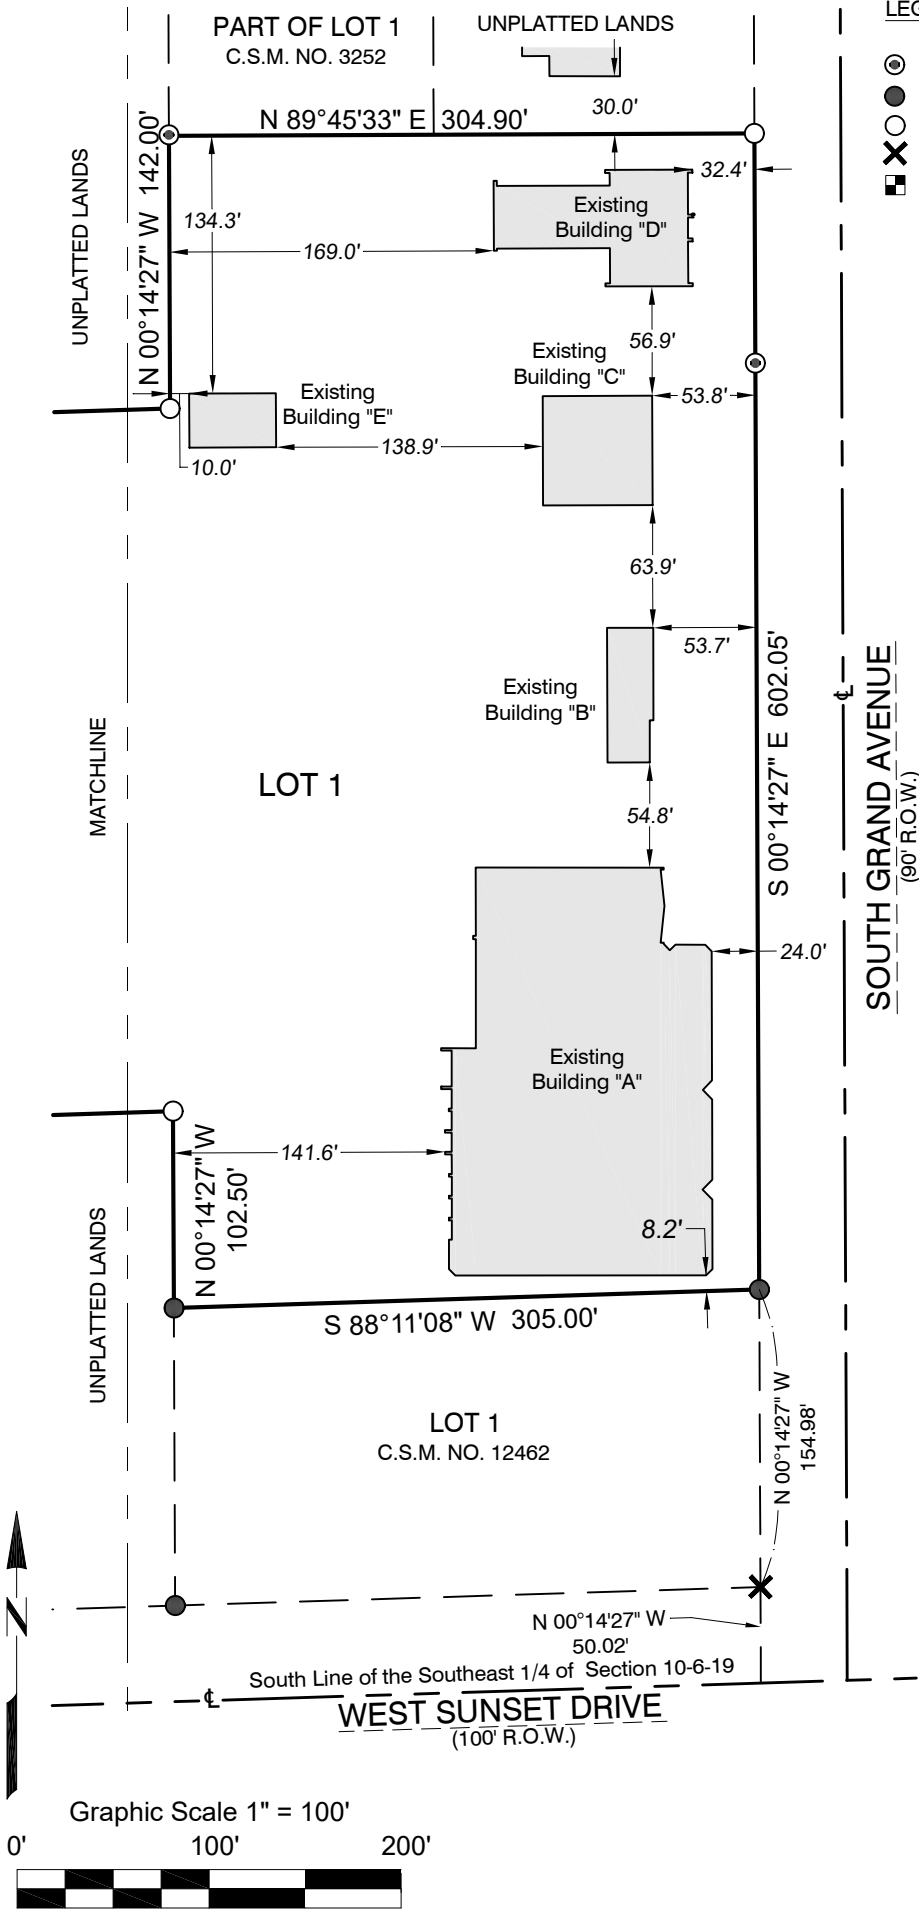 LEG
PART OF LOT 1
C.S.M. NO. 3252
UNPLATTED LANDS
30.0'
N 89°45'33" E 304.90'
N 00°14'27" W 142.00'
UNPLATTED LANDS
134.3'
169.0'
32.4'
Existing
Building "D"
56.9'
Existing
Building "C"
53.8'
Existing
Building "E"
138.9'
10.0'
63.9'
53.7'
Existing
Building "B"
S 00°14'27" E 602.05'
SOUTH GRAND AVENUE
(90' R.O.W.)
℄
MATCHLINE
LOT 1
54.8'
24.0'
Existing
Building "A"
141.6'
N 00°14'27" W
102.50'
8.2'
UNPLATTED LANDS
S 88°11'08" W 305.00'
LOT 1
C.S.M. NO. 12462
N 00°14'27" W
154.98'
N
N 00°14'27" W
50.02'
South Line of the Southeast 1/4 of Section 10-6-19
℄
WEST SUNSET DRIVE
(100' R.O.W.)
Graphic Scale 1" = 100'
0' 100' 200'